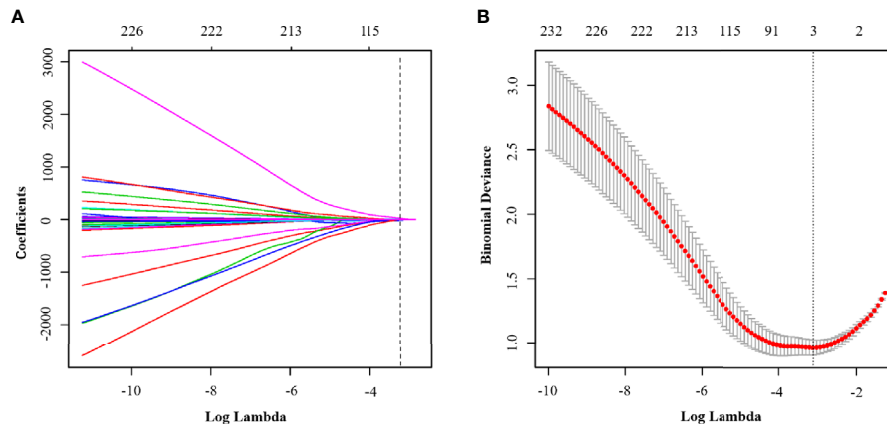 A
B
226 222 213 115
232 226 222 213 115 91 3 2
Coefficients
3000
2000
1000
0
-1000
-2000
Binomial Deviance
3.0
2.5
2.0
1.5
1.0
-10 -8 -6 -4
-10 -8 -6 -4 -2
Log Lambda
Log Lambda